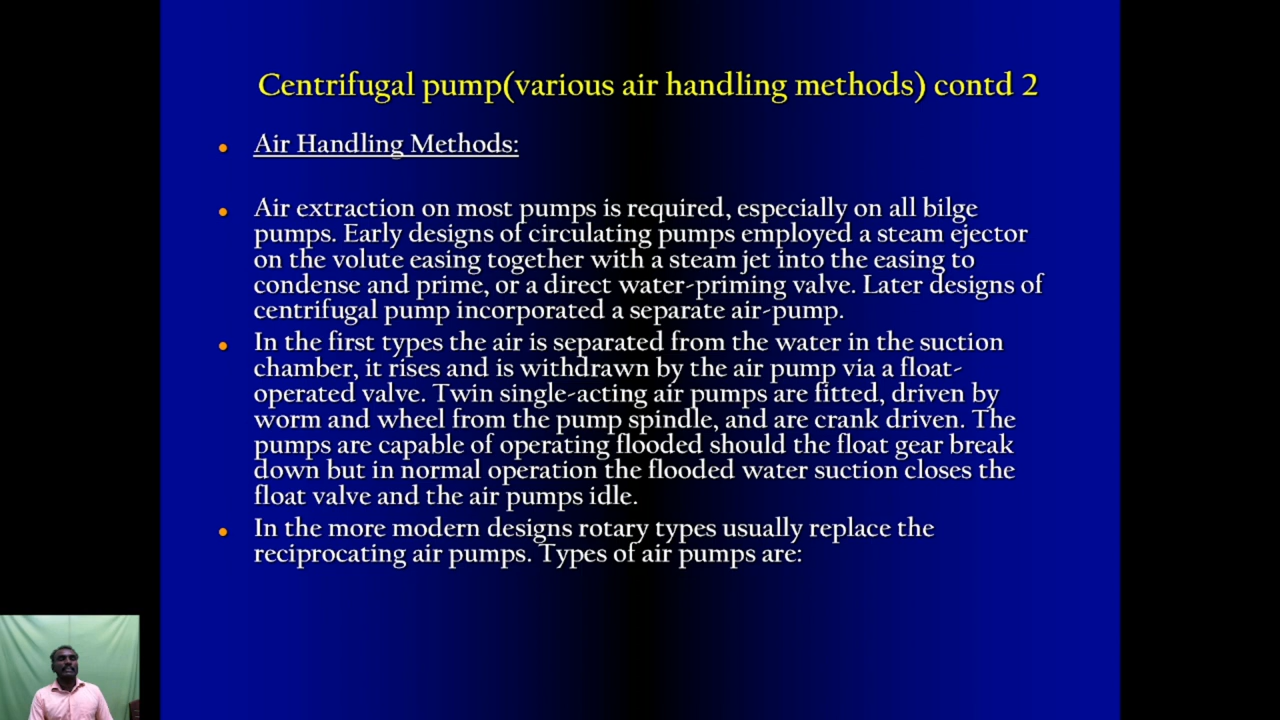 Centrifugal pump(various air handling methods) contd 2
Air Handling Methods:
Air extraction on most pumps is required, especially on all bilge
pumps. Early designs of circulating pumps employed a steam ejector
on the volute easing together with a steam jet into the easing to
condense and prime, or a direct water-priming valve. Later designs of
centrifugal pump incorporated a separate air-pump.
In the first types the air is separated from the water in the suction
chamber, it rises and is withdrawn by the air pump via a float-
operated valve. Twin single-acting air pumps are fitted, driven by
worm and wheel from the pump spindle, and are crank driven. The
pumps are capable of operating flooded should the float gear break
down but in normal operation the flooded water suction closes the
float valve and the air pumps idle.
In the more modern designs rotary types usually replace the
reciprocating air pumps. Types of air pumps are: